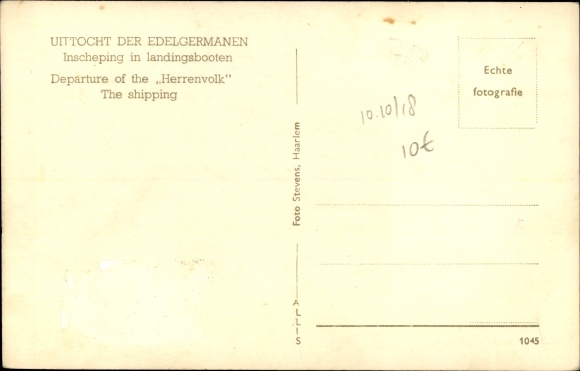 UITTOCHT DER EDELGERMANEN
Inscheping in landingsbooten
Departure of the „Herrenvolk"
The shipping
Foto Stevens, Haarlem
ALLIS
Echte
fotografie
10.10/18
10€
1045